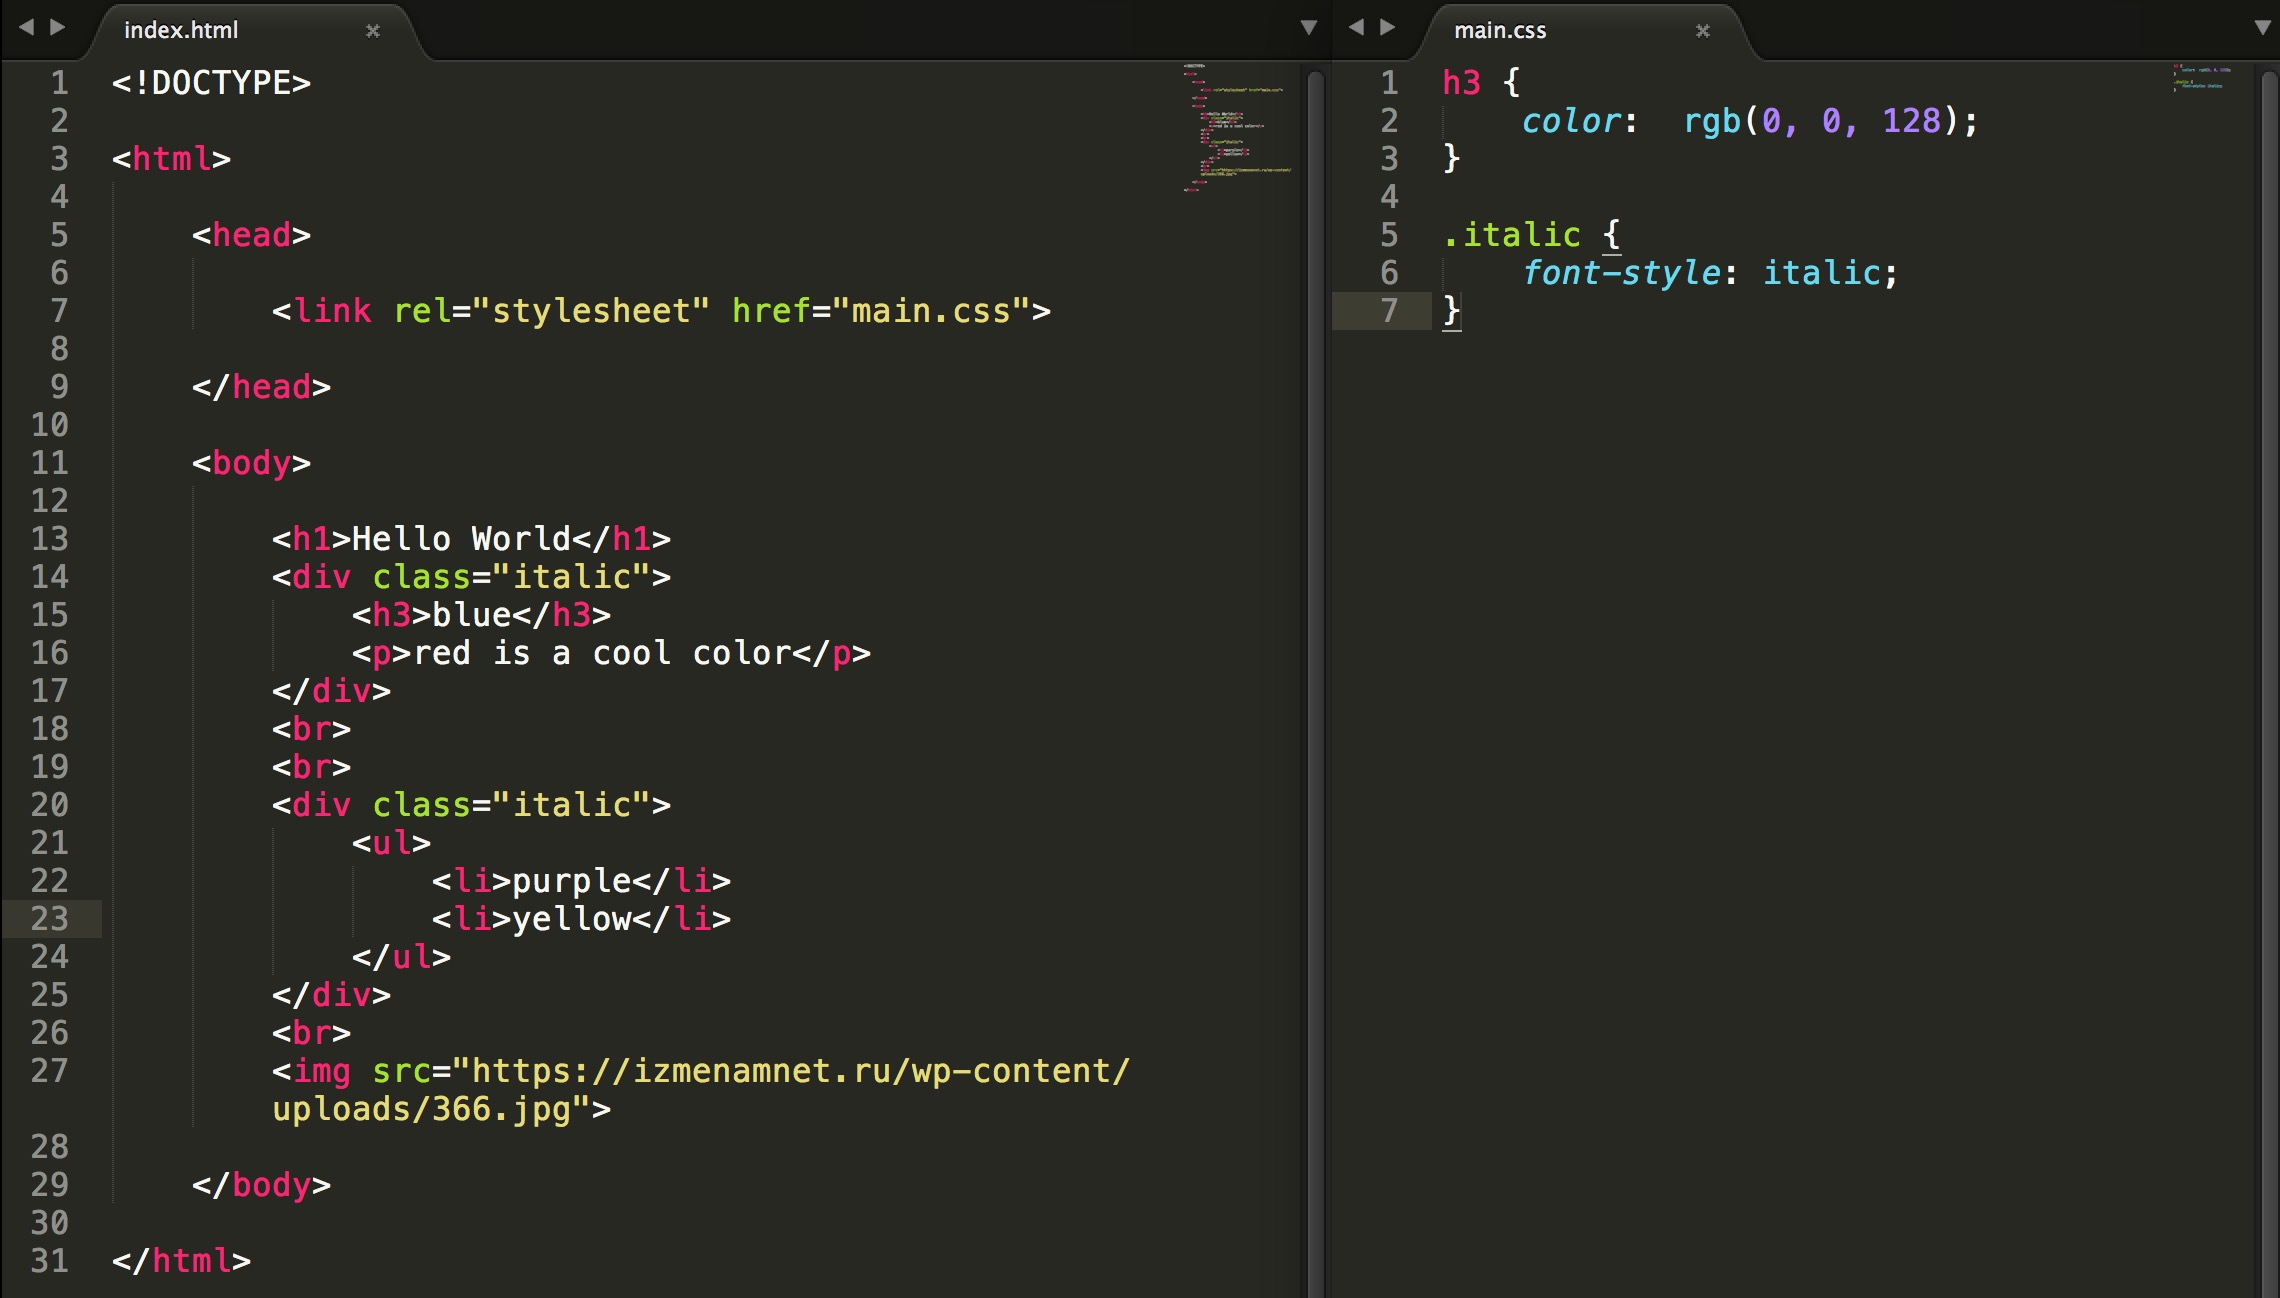 index.html
1 <!DOCTYPE>
2
3 <html>
4
5 <head>
6
7 <link rel="stylesheet" href="main.css">
8
9 </head>
10
11 <body>
12
13 <h1>Hello World</h1>
14 <div class="italic">
15 <h3>blue</h3>
16 <p>red is a cool color</p>
17 </div>
18 <br>
19 <br>
20 <div class="italic">
21 <ul>
22 <li>purple</li>
23 <li>yellow</li>
24 </ul>
25 </div>
26 <br>
27 <img src="https://izmenamnet.ru/wp-content/
uploads/366.jpg">
28
29 </body>
30
31 </html>
main.css
1 h3 {
2 color:  rgb(0, 0, 128);
3 }
4
5 .italic {
6 font-style: italic;
7 }